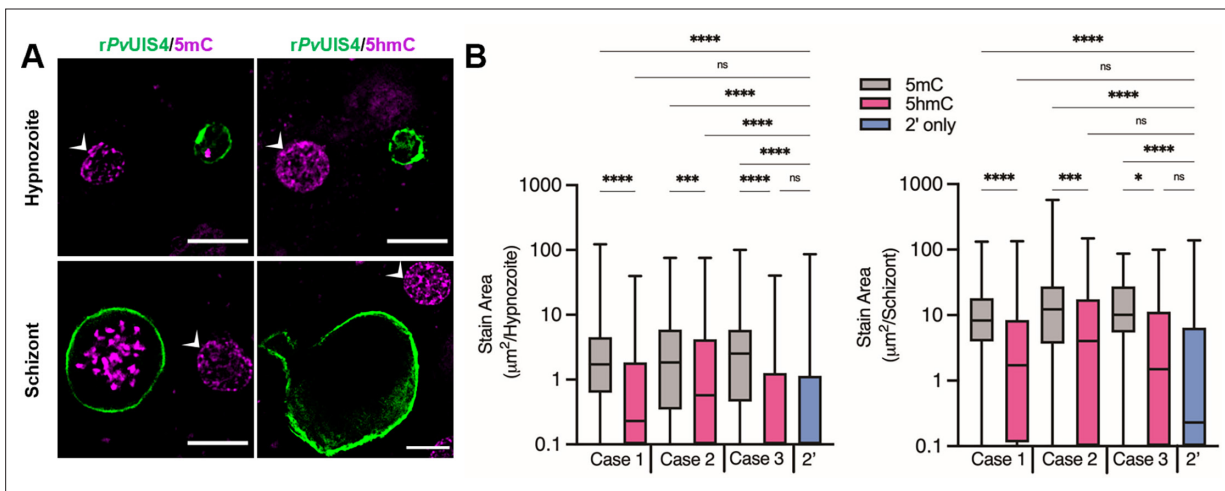 A
rPvUIS4/5mC
rPvUIS4/5hmC
Hypnozoite
Schizont
B
****
ns
****
****
****
**** *** **** ns
Stain Area
(μm²/Hypnozoite)
1000
100
10
1
0.1
Case 1 Case 2 Case 3 2'
5mC
5hmC
2' only
****
ns
****
ns
****
**** *** * ns
Stain Area
(μm²/Schizont)
1000
100
10
1
0.1
Case 1 Case 2 Case 3 2'